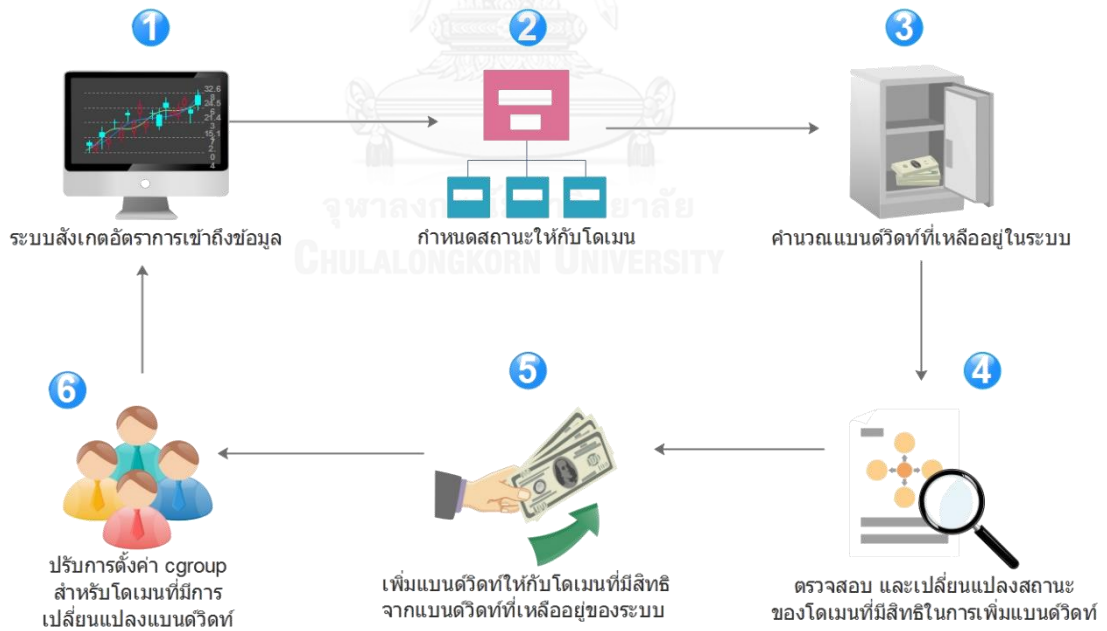 1
2
3
32.6
24.5
21.4
15.1
ระบบสังเกตอัตราการเข้าถึงข้อมูล
กำหนดสถานะให้กับโดเมน
คำนวณแบนด์วิดท์ที่เหลืออยู่ในระบบ
CHULALONGKORN UNIVERSITY
6
5
4
ปรับการตั้งค่า cgroup
สำหรับโดเมนที่มีการ
เปลี่ยนแปลงแบนด์วิดท์
เพิ่มแบนด์วิดท์ให้กับโดเมนที่มีสิทธิ
จากแบนด์วิดท์ที่เหลืออยู่ของระบบ
ตรวจสอบ และเปลี่ยนแปลงสถานะ
ของโดเมนที่มีสิทธิในการเพิ่มแบนด์วิดท์